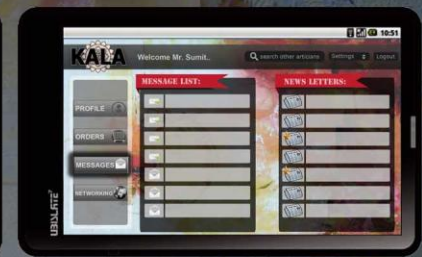 10:51
KALA
Welcome Mr. Sumit..
search other artisians
Settings
Logout
MESSAGE LIST:
NEWS LETTERS:
PROFILE
ORDERS
MESSAGES
NETWORKING
UBISLATE